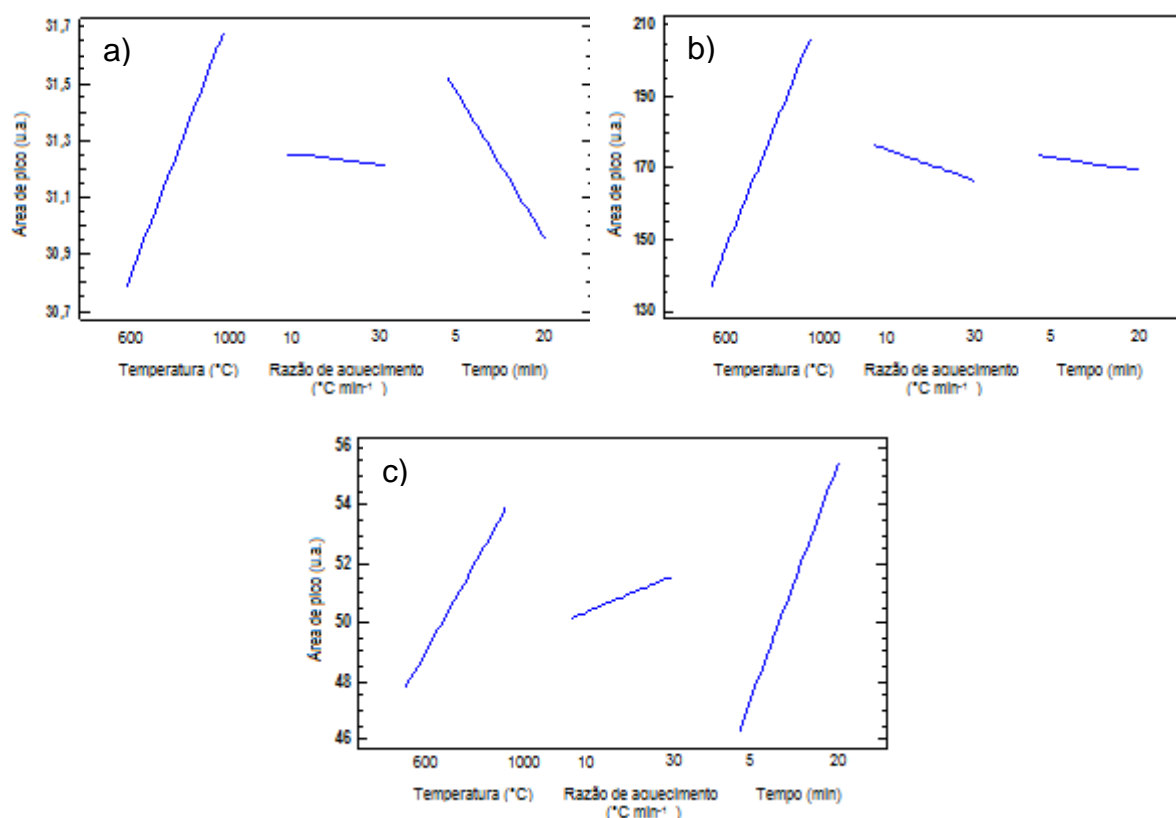 a)
Área de pico (u.a.)
31,7
31,5
31,3
31,1
30,9
30,7
600 1000 10 30 5 20
Temperatura (°C) Razão de aquecimento Tempo (min)
(°C min-¹ )
b)
Área de pico (u.a.)
210
190
170
150
130
600 1000 10 30 5 20
Temperatura (°C) Razão de aquecimento Tempo (min)
(°C min-¹ )
c)
Área de pico (u.a.)
56
54
52
50
48
46
600 1000 10 30 5 20
Temperatura (°C) Razão de aquecimento Tempo (min)
(°C min-¹ )